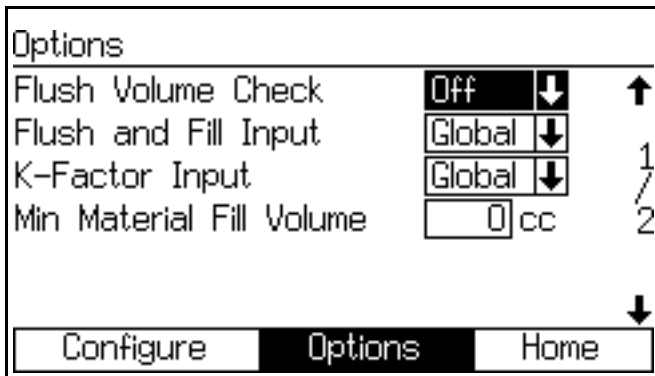 Options
Flush Volume Check Off
Flush and Fill Input Global
K-Factor Input Global
Min Material Fill Volume 0 cc
1/2
Configure Options Home